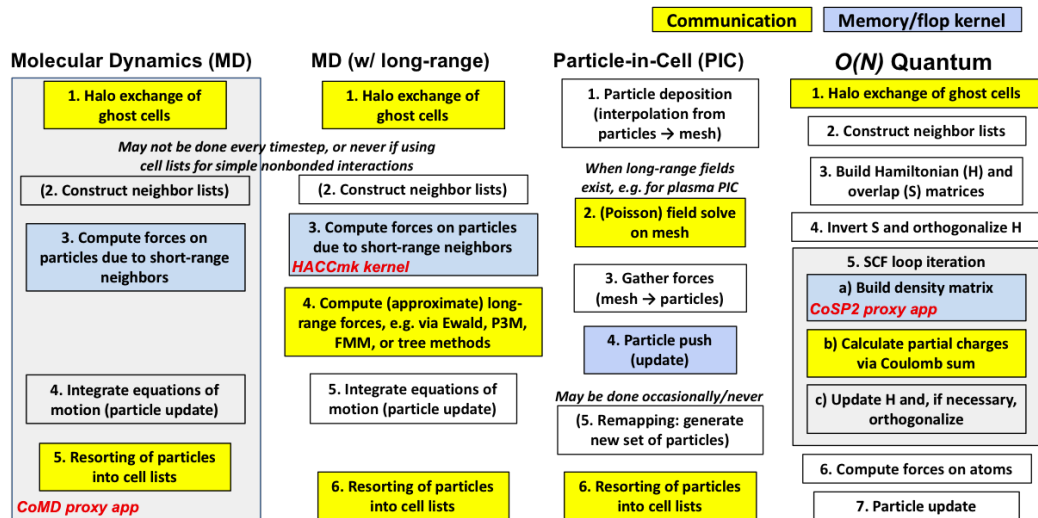 Communication
Memory/flop kernel
Molecular Dynamics (MD)
1. Halo exchange of
ghost cells
May not be done every timestep, or never if using
cell lists for simple nonbonded interactions
(2. Construct neighbor lists)
3. Compute forces on
particles due to short-range
neighbors
4. Integrate equations of
motion (particle update)
5. Resorting of particles
into cell lists
CoMD proxy app
MD (w/ long-range)
1. Halo exchange of
ghost cells
(2. Construct neighbor lists)
3. Compute forces on particles
due to short-range neighbors
HACCmk kernel
4. Compute (approximate) long-
range forces, e.g. via Ewald, P3M,
FMM, or tree methods
5. Integrate equations of
motion (particle update)
6. Resorting of particles
into cell lists
Particle-in-Cell (PIC)
1. Particle deposition
(interpolation from
particles → mesh)
When long-range fields
exist, e.g. for plasma PIC
2. (Poisson) field solve
on mesh
3. Gather forces
(mesh → particles)
4. Particle push
(update)
May be done occasionally/never
(5. Remapping: generate
new set of particles)
6. Resorting of particles
into cell lists
O(N) Quantum
1. Halo exchange of ghost cells
2. Construct neighbor lists
3. Build Hamiltonian (H) and
overlap (S) matrices
4. Invert S and orthogonalize H
5. SCF loop iteration
a) Build density matrix
CoSP2 proxy app
b) Calculate partial charges
via Coulomb sum
c) Update H and, if necessary,
orthogonalize
6. Compute forces on atoms
7. Particle update